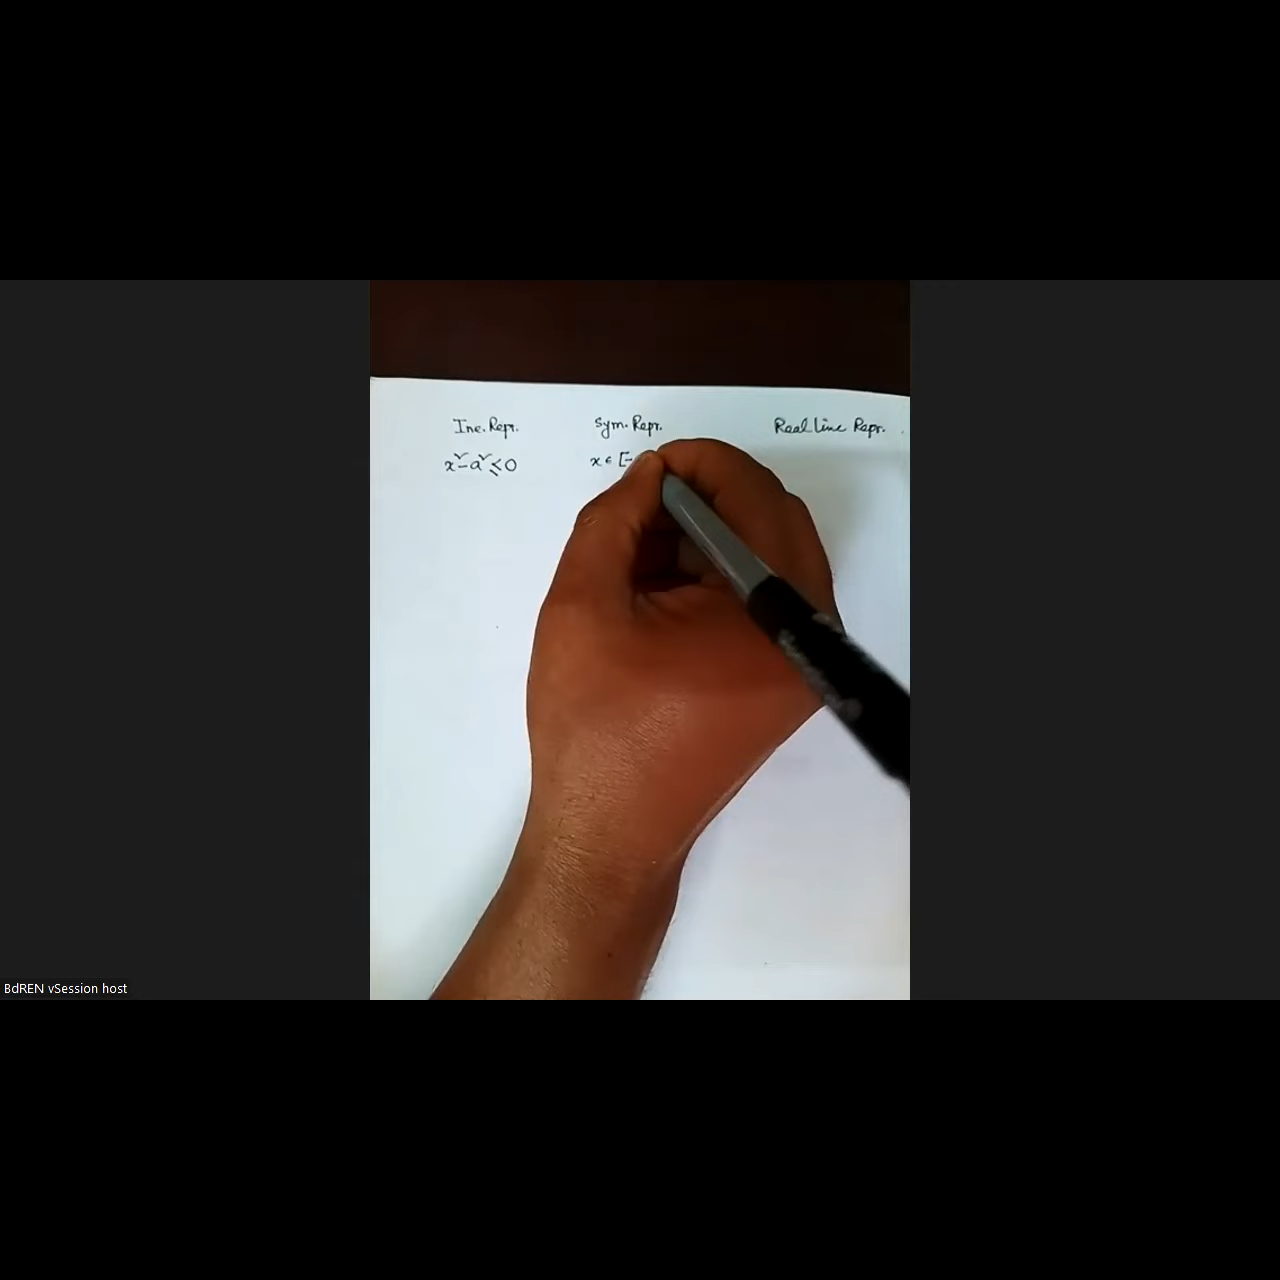 Ine. Repr. Sym. Repr. Real Line Repr.
x² - a² ≤ 0 x ∈ [-
BdREN vSession host